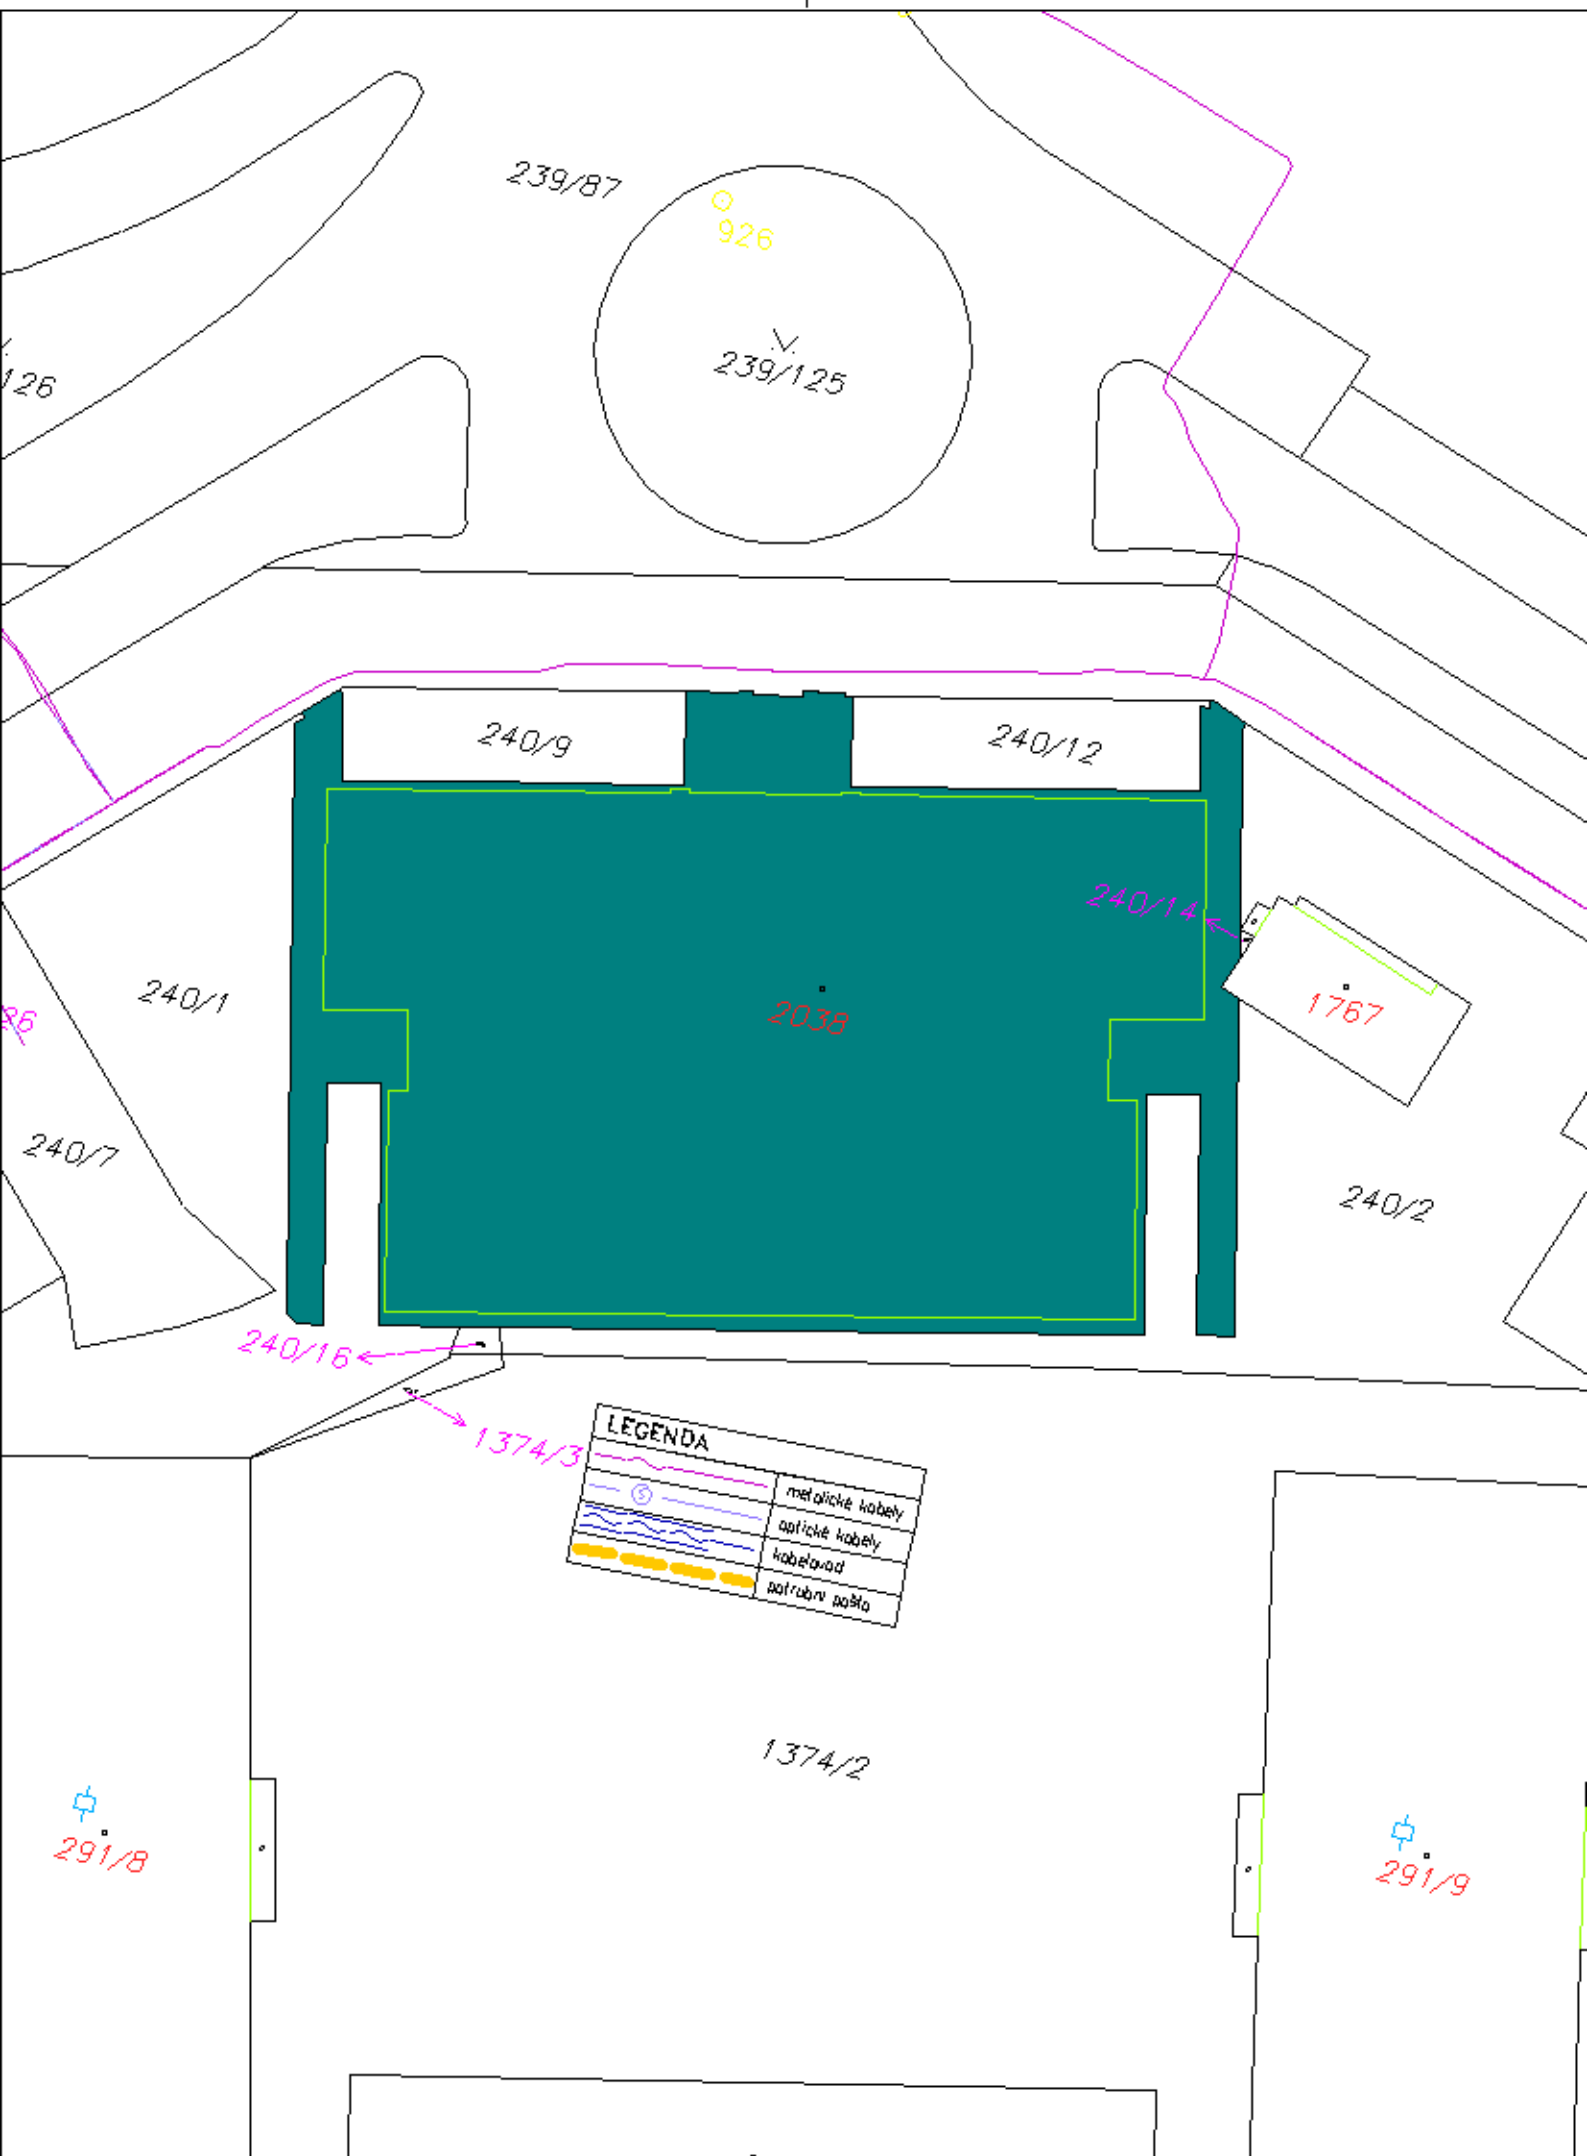 239/87
926
239/125
126
240/9
240/12
240/14
240/1
2038
1767
240/7
240/2
240/16
1374/3
LEGENDA
metalické kabely
S
optické kabely
kabelovod
potrubní pošta
1374/2
291/8
291/9